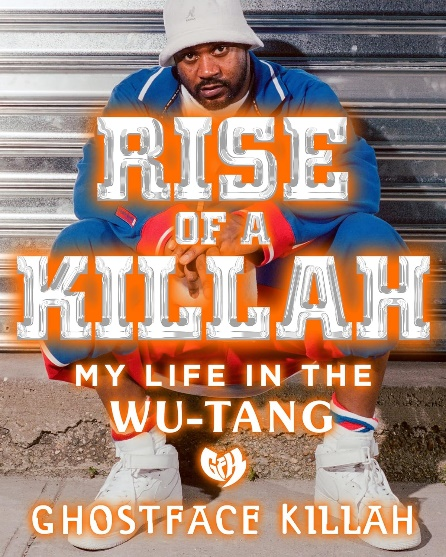 RISE
OF A
KILLAH
MY LIFE IN THE
WU-TANG
GFK
GHOSTFACE KILLAH